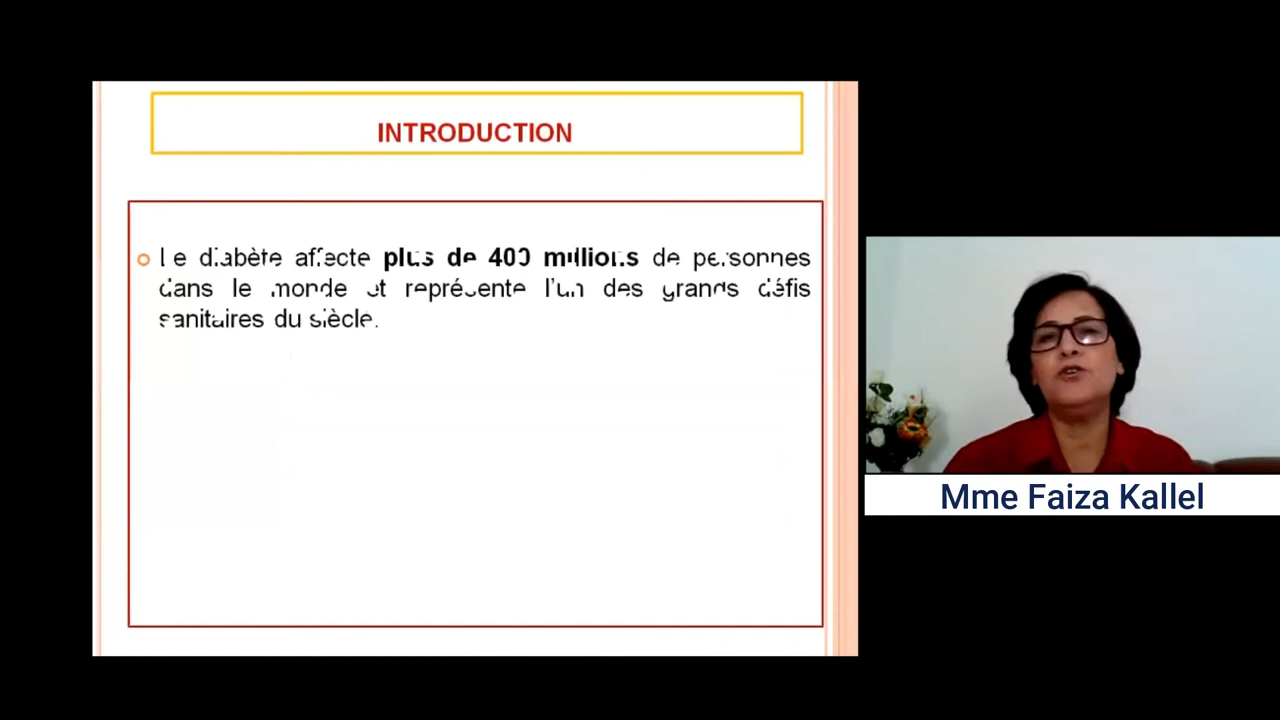 INTRODUCTION
Le diabète affecte plus de 400 millions de personnes
dans le monde et représente l'un des grands défis
sanitaires du siècle.
Mme Faiza Kallel